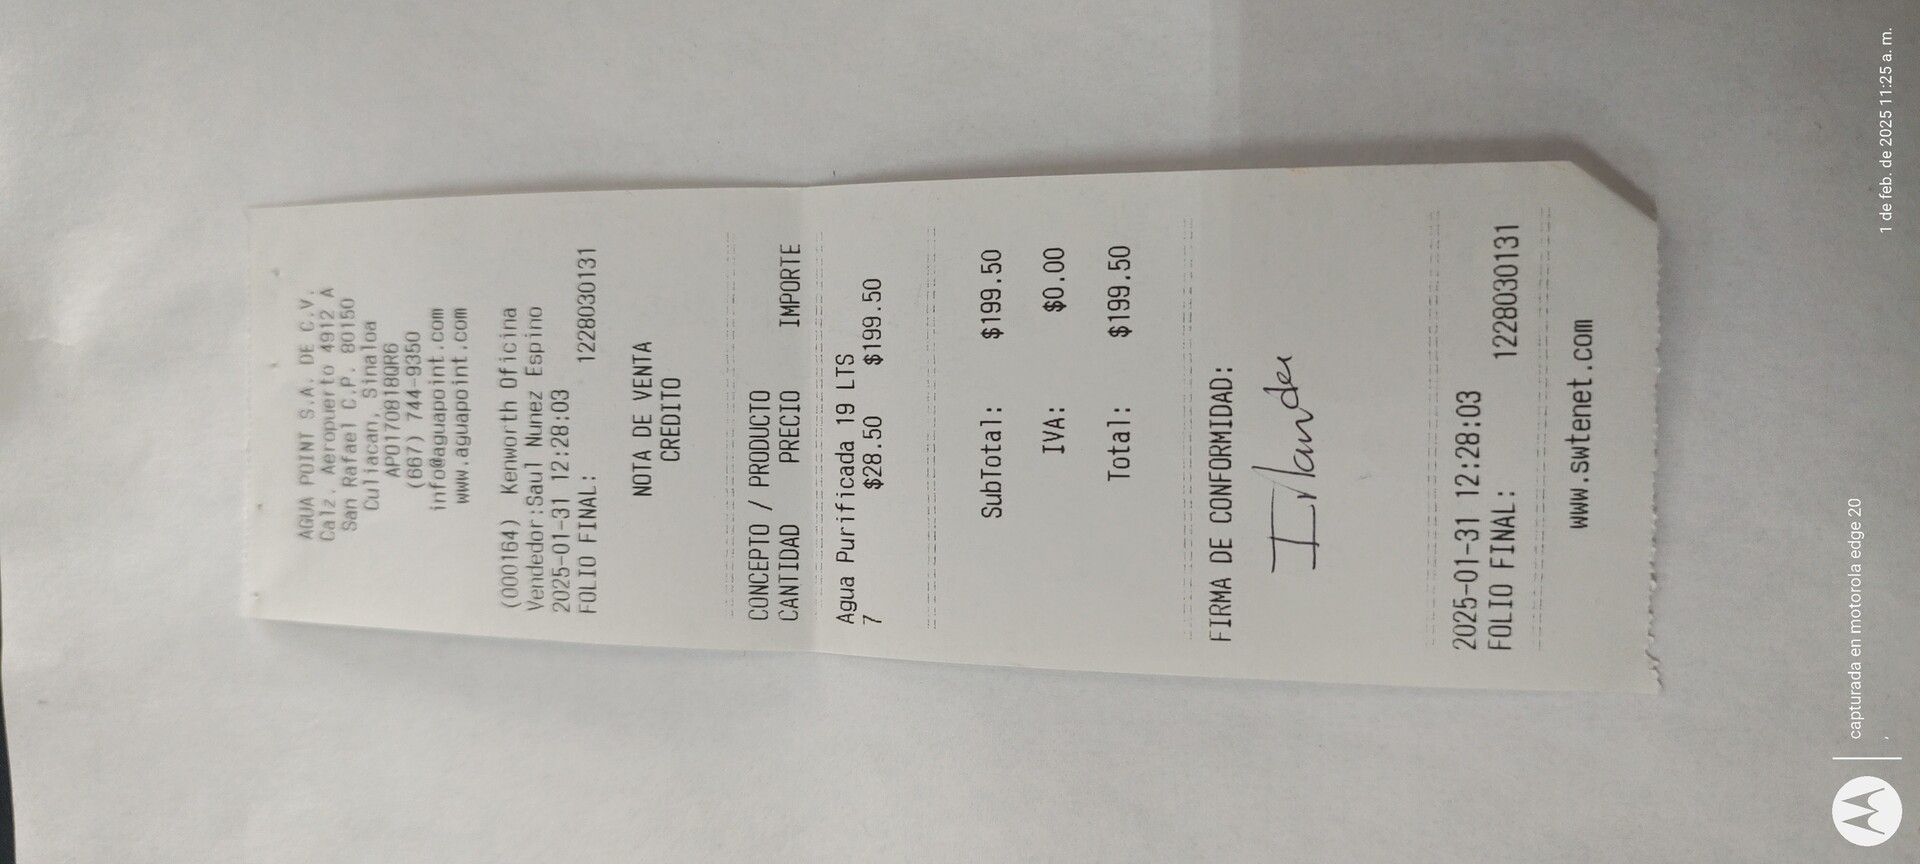 AGUA POINT S.A. DE C.V.
Calz. Aeropuerto 4912 A
San Rafael C.P. 80150
Culiacan, Sinaloa
APO170818QR6
(667) 744-9350
info@aguapoint.com
www.aguapoint.com
(000164) Kenworth Oficina
Vendedor:Saul Nunez Espino
2025-01-31 12:28:03
FOLIO FINAL: 1228030131
NOTA DE VENTA
CREDITO
CONCEPTO / PRODUCTO
CANTIDAD PRECIO IMPORTE
Agua Purificada 19 LTS
7 $28.50 $199.50
SubTotal: $199.50
IVA: $0.00
Total: $199.50
FIRMA DE CONFORMIDAD:
2025-01-31 12:28:03
FOLIO FINAL: 12280130131
www.swtenet.com
capturada en motorola edge 20
1 de feb. de 2025 11:25 a. m.